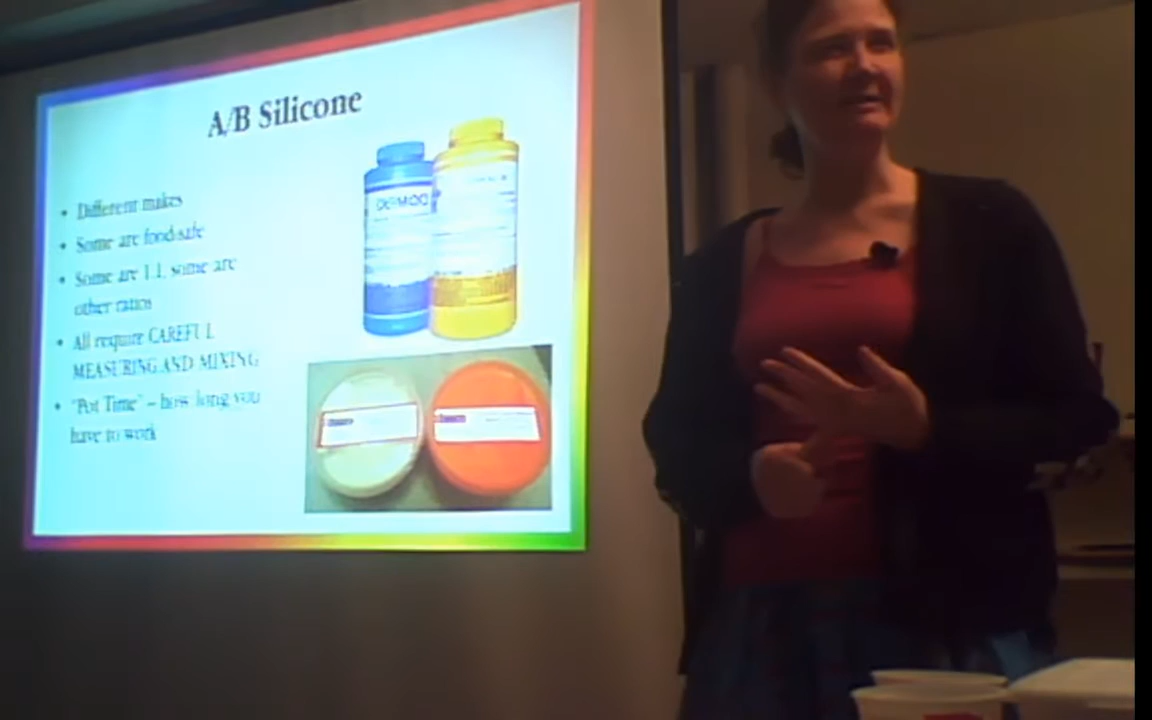 A/B Silicone
• Different makes
• Some are food safe
• Some are 1:1, some are
other ratios
• All require CAREFUL
MEASURING AND MIXING
• "Pot Time" – how long you
have to work